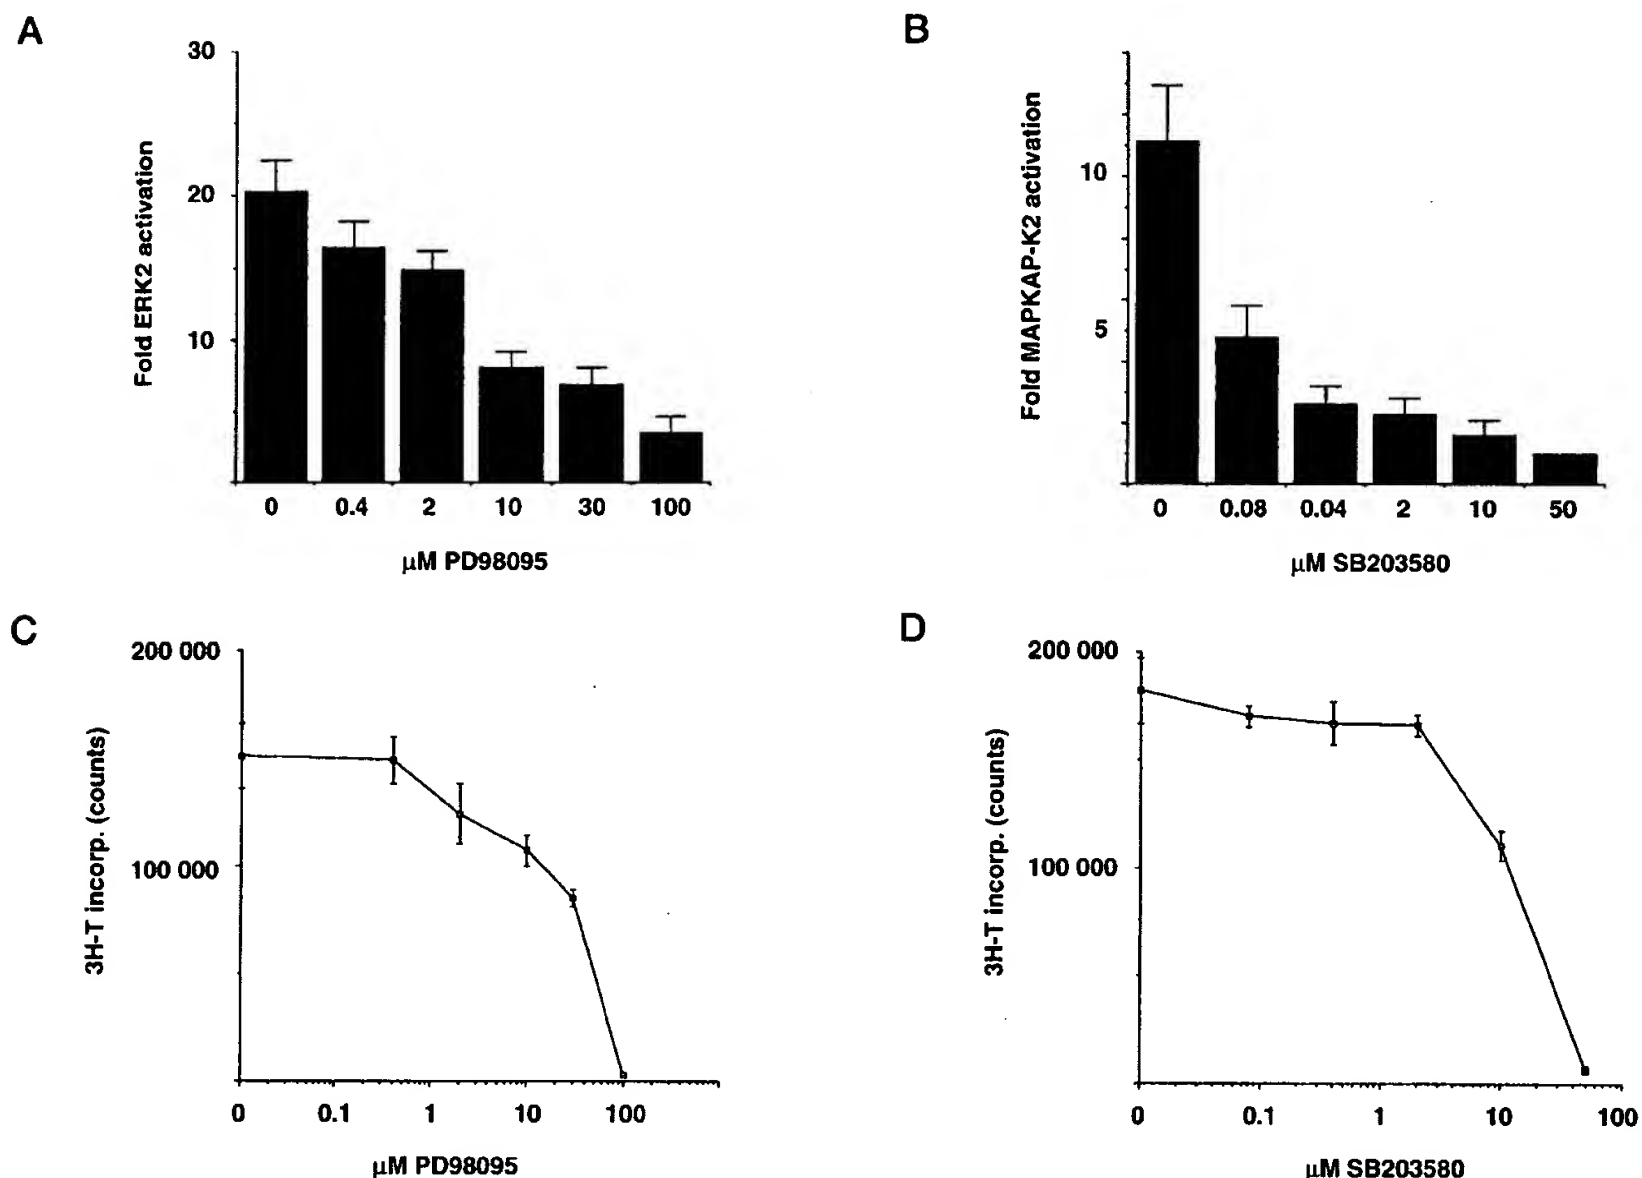 A
30
20
10
Fold ERK2 activation
0 0.4 2 10 30 100
µM PD98095
B
10
5
Fold MAPKAP-K2 activation
0 0.08 0.04 2 10 50
µM SB203580
C
200 000
100 000
3H-T incorp. (counts)
0 0.1 1 10 100
µM PD98095
D
200 000
100 000
3H-T incorp. (counts)
0 0.1 1 10 100
µM SB203580